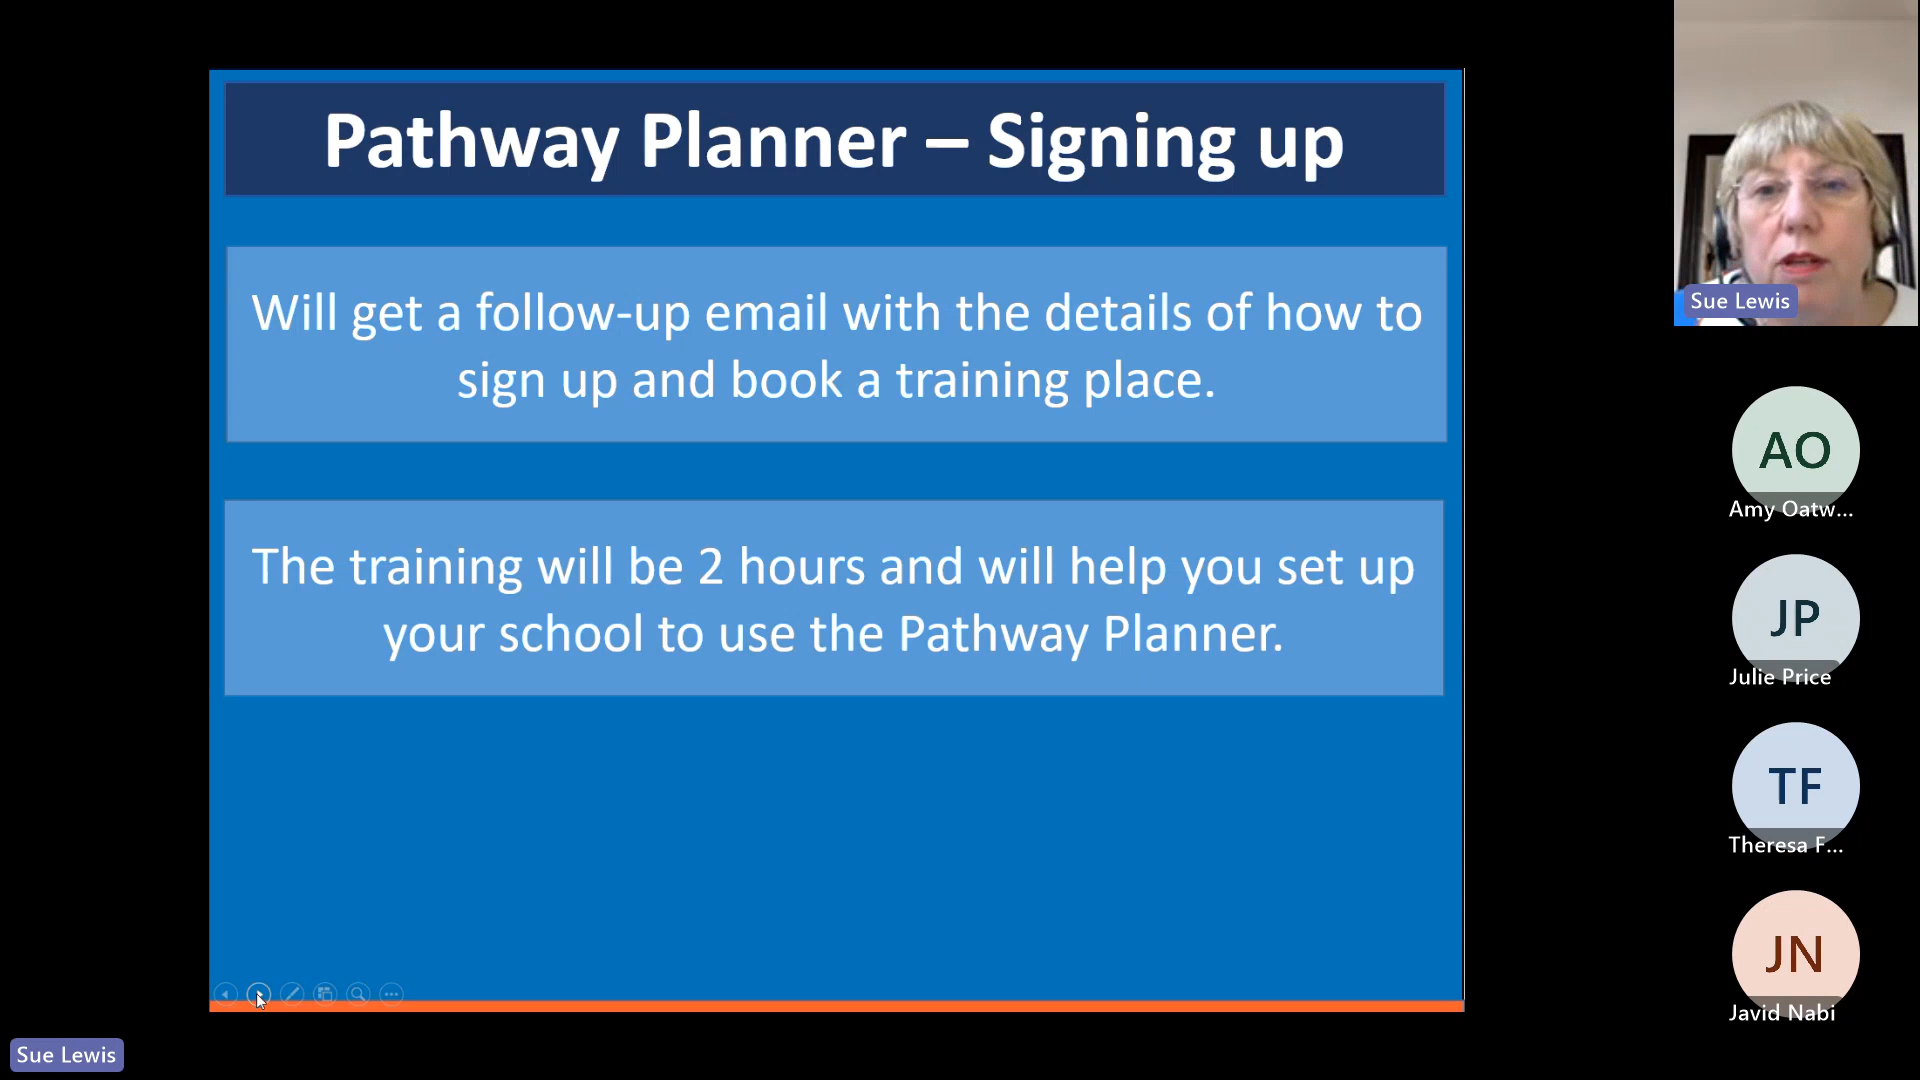 Pathway Planner – Signing up
Will get a follow-up email with the details of how to
sign up and book a training place.
The training will be 2 hours and will help you set up
your school to use the Pathway Planner.
Sue Lewis
AO
Amy Oatw...
JP
Julie Price
TF
Theresa F...
JN
Javid Nabi
Sue Lewis